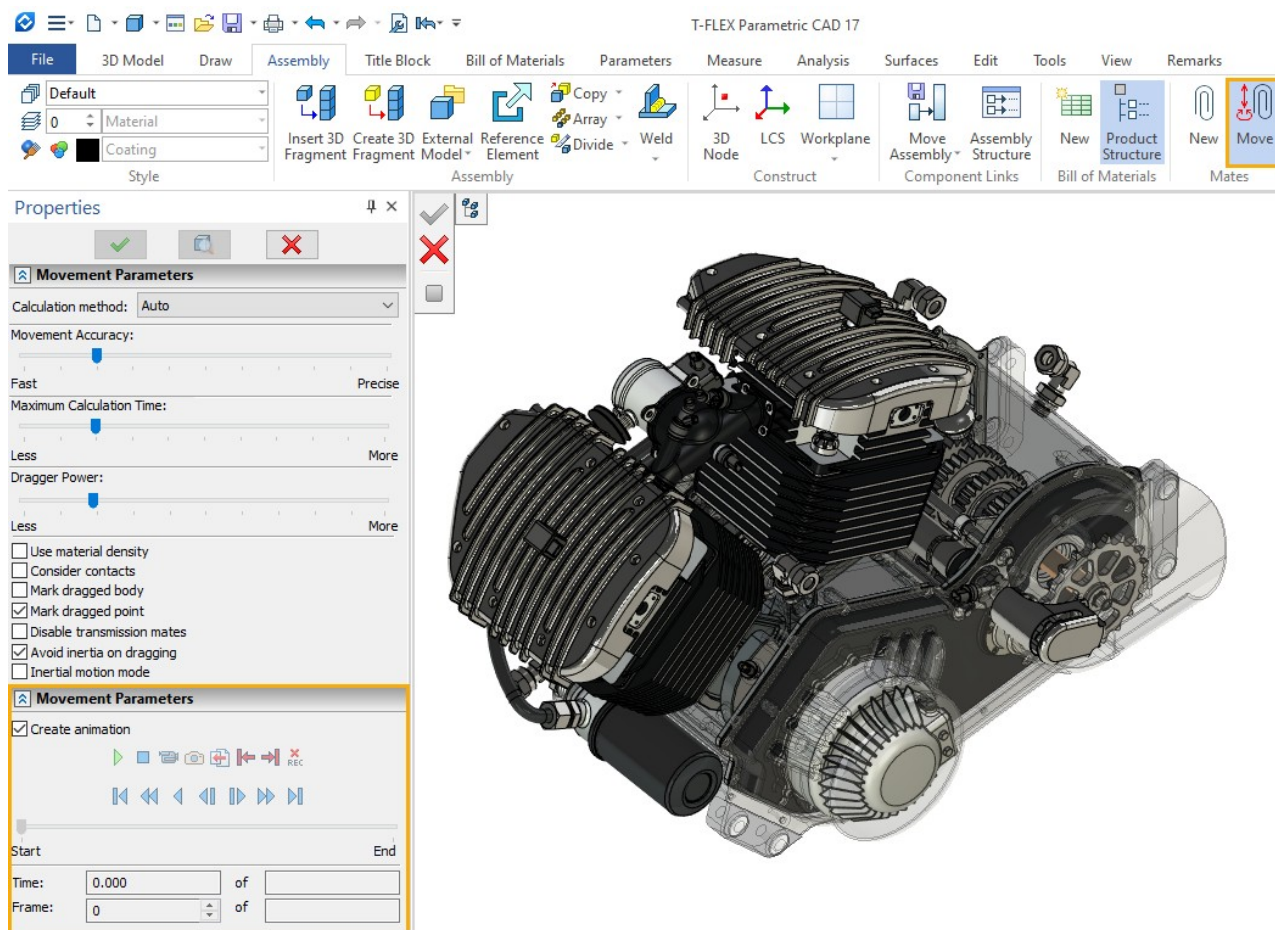 T-FLEX Parametric CAD 17
File 3D Model Draw Assembly Title Block Bill of Materials Parameters Measure Analysis Surfaces Edit Tools View Remarks
Default
0 Material
Coating
Style
Insert 3D Fragment
Create 3D Fragment
External Model
Reference Element
Copy
Array
Divide
Weld
Assembly
3D Node
LCS
Workplane
Construct
Move Assembly
Assembly Structure
Component Links
New
Product Structure
Bill of Materials
New
Move
Mates
Properties
Movement Parameters
Calculation method: Auto
Movement Accuracy:
Fast Precise
Maximum Calculation Time:
Less More
Dragger Power:
Less More
Use material density
Consider contacts
Mark dragged body
Mark dragged point
Disable transmission mates
Avoid inertia on dragging
Inertial motion mode
Movement Parameters
Create animation
REC
Start End
Time: 0.000 of
Frame: 0 of